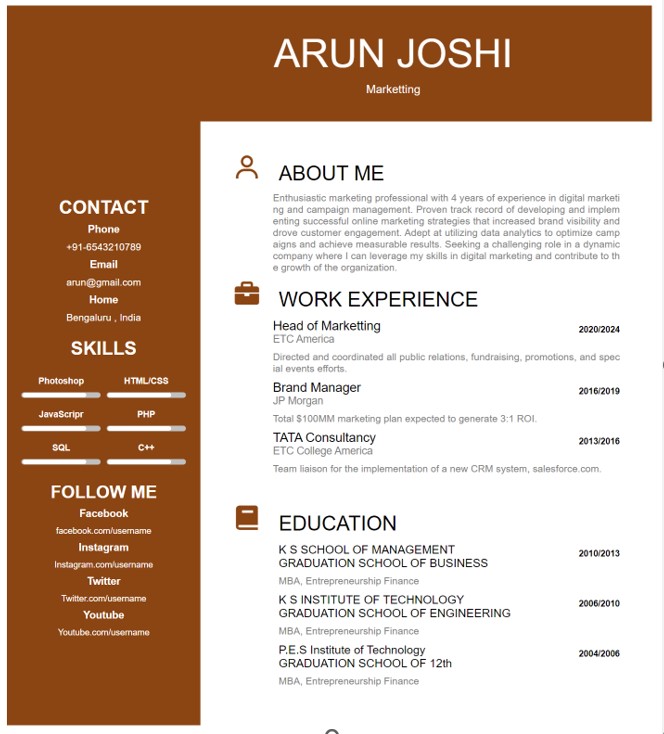 ARUN JOSHI
Marketting
CONTACT
Phone
+91-6543210789
Email
arun@gmail.com
Home
Bengaluru , India
SKILLS
Photoshop HTML/CSS
JavaScripr PHP
SQL C++
FOLLOW ME
Facebook
facebook.com/username
Instagram
Instagram.com/username
Twitter
Twitter.com/username
Youtube
Youtube.com/username
ABOUT ME
Enthusiastic marketing professional with 4 years of experience in digital marketi
ng and campaign management. Proven track record of developing and implem
enting successful online marketing strategies that increased brand visibility and
drove customer engagement. Adept at utilizing data analytics to optimize camp
aigns and achieve measurable results. Seeking a challenging role in a dynamic
company where I can leverage my skills in digital marketing and contribute to th
e growth of the organization.
WORK EXPERIENCE
Head of Marketting 2020/2024
ETC America
Directed and coordinated all public relations, fundraising, promotions, and spec
ial events efforts.
Brand Manager 2016/2019
JP Morgan
Total $100MM marketing plan expected to generate 3:1 ROI.
TATA Consultancy 2013/2016
ETC College America
Team liaison for the implementation of a new CRM system, salesforce.com.
EDUCATION
K S SCHOOL OF MANAGEMENT 2010/2013
GRADUATION SCHOOL OF BUSINESS
MBA, Entrepreneurship Finance
K S INSTITUTE OF TECHNOLOGY 2006/2010
GRADUATION SCHOOL OF ENGINEERING
MBA, Entrepreneurship Finance
P.E.S Institute of Technology 2004/2006
GRADUATION SCHOOL OF 12th
MBA, Entrepreneurship Finance